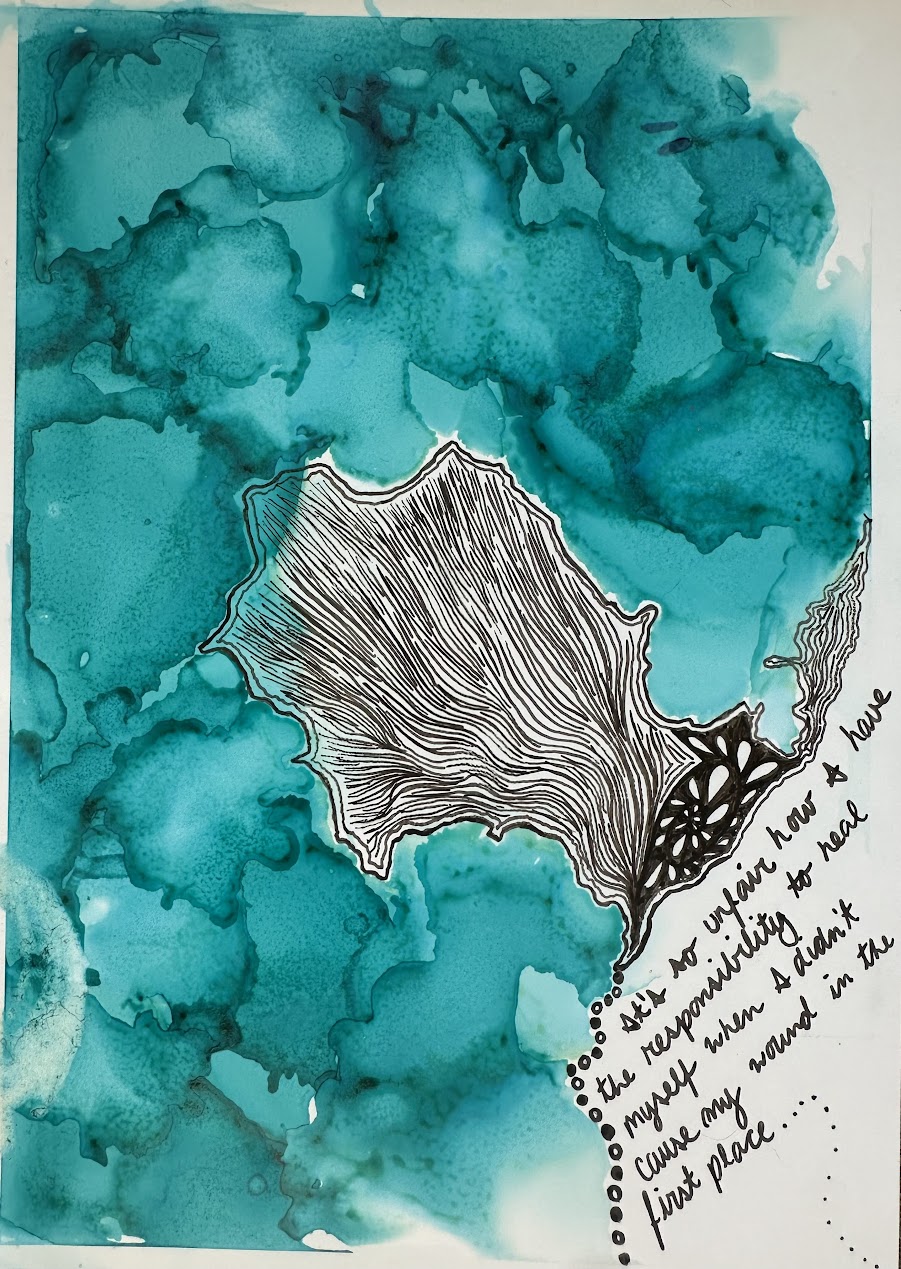 It's so unfair how I have
the responsibility to heal
myself when I didn't
cause my wound in the
first place....